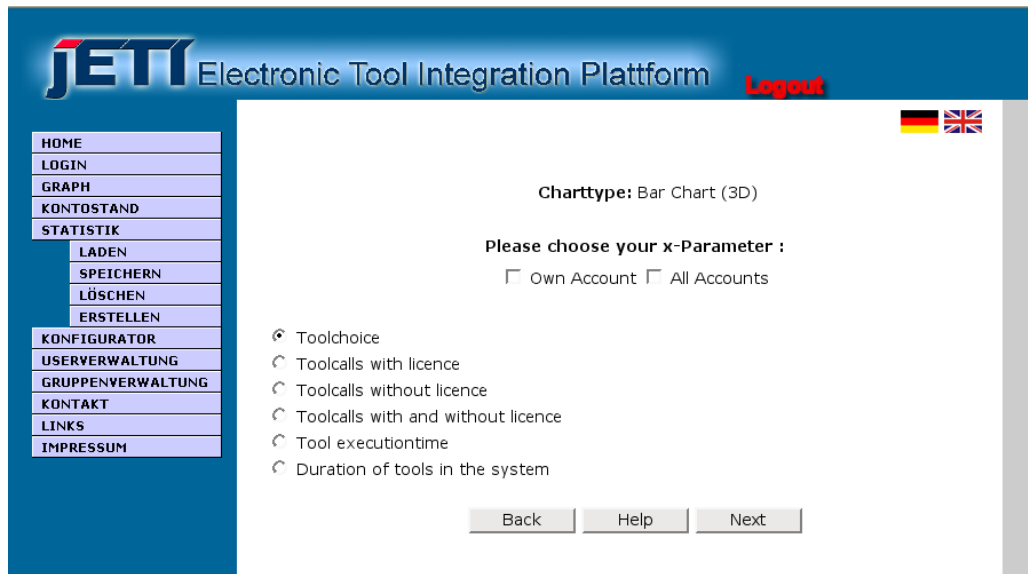 jETI Electronic Tool Integration Plattform
Logout
HOME
LOGIN
GRAPH
KONTOSTAND
STATISTIK
LADEN
SPEICHERN
LÖSCHEN
ERSTELLEN
KONFIGURATOR
USERVERWALTUNG
GRUPPENVERWALTUNG
KONTAKT
LINKS
IMPRESSUM
Charttype: Bar Chart (3D)
Please choose your x-Parameter :
Own Account All Accounts
Toolchoice
Toolcalls with licence
Toolcalls without licence
Toolcalls with and without licence
Tool executiontime
Duration of tools in the system
Back Help Next